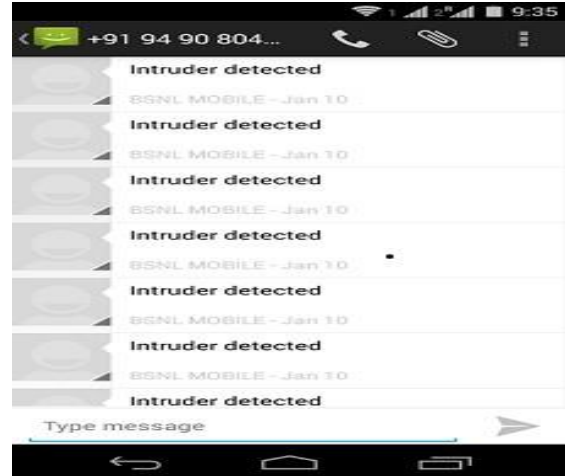 1 2R 9:35
+91 94 90 804...
Intruder detected
BSNL MOBILE - Jan 10
Intruder detected
BSNL MOBILE - Jan 10
Intruder detected
BSNL MOBILE - Jan 10
Intruder detected
BSNL MOBILE - Jan 10
Intruder detected
BSNL MOBILE - Jan 10
Intruder detected
BSNL MOBILE - Jan 10
Intruder detected
Type message